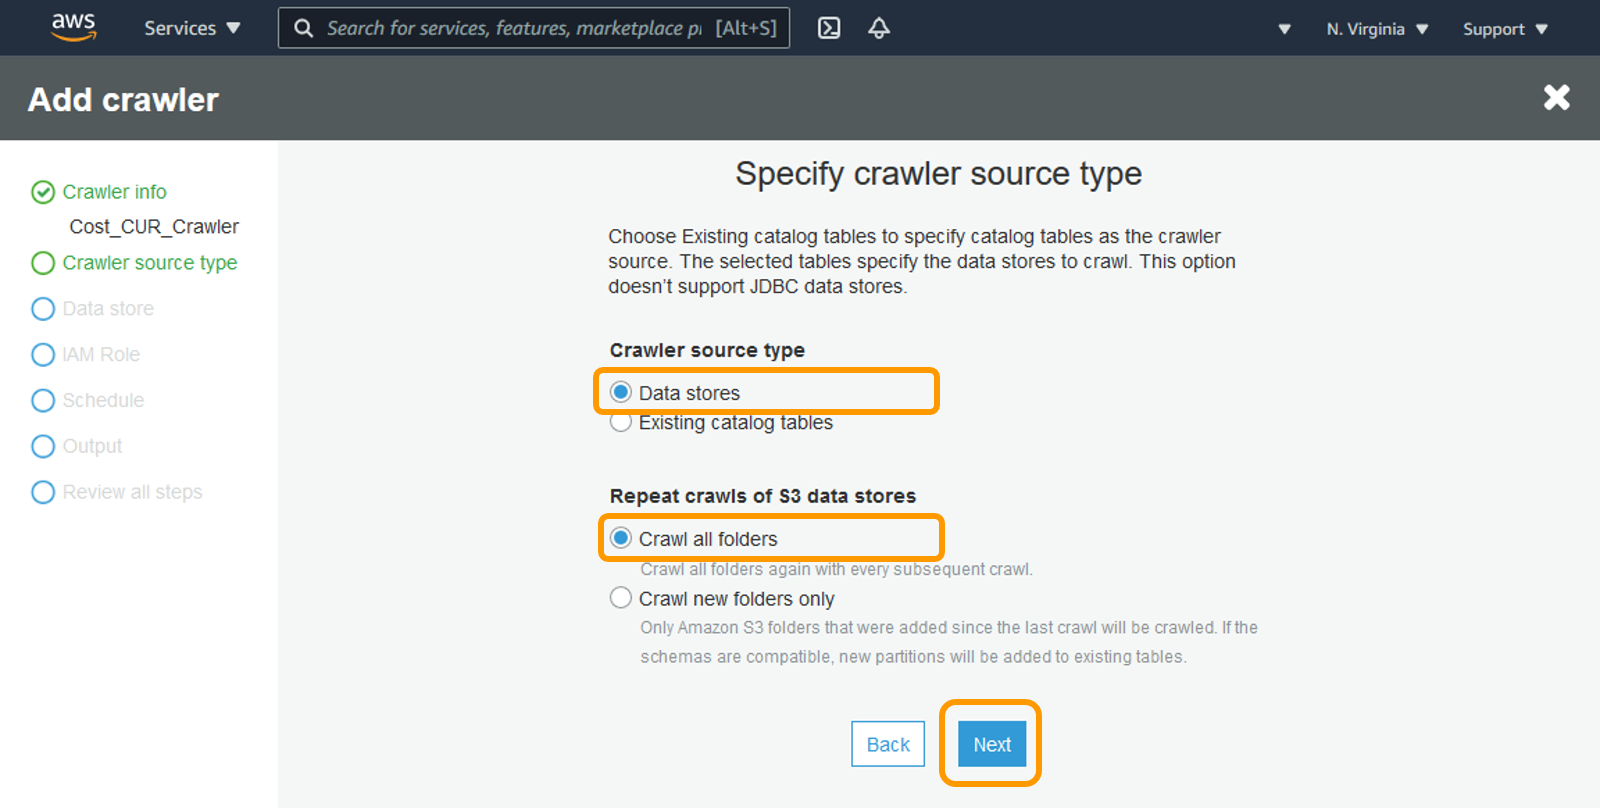 aws
Services
Search for services, features, marketplace pr [Alt+S]
N. Virginia
Support
Add crawler
Crawler info
Cost_CUR_Crawler
Crawler source type
Data store
IAM Role
Schedule
Output
Review all steps
Specify crawler source type
Choose Existing catalog tables to specify catalog tables as the crawler
source. The selected tables specify the data stores to crawl. This option
doesn’t support JDBC data stores.
Crawler source type
Data stores
Existing catalog tables
Repeat crawls of S3 data stores
Crawl all folders
Crawl all folders again with every subsequent crawl.
Crawl new folders only
Only Amazon S3 folders that were added since the last crawl will be crawled. If the
schemas are compatible, new partitions will be added to existing tables.
Back
Next